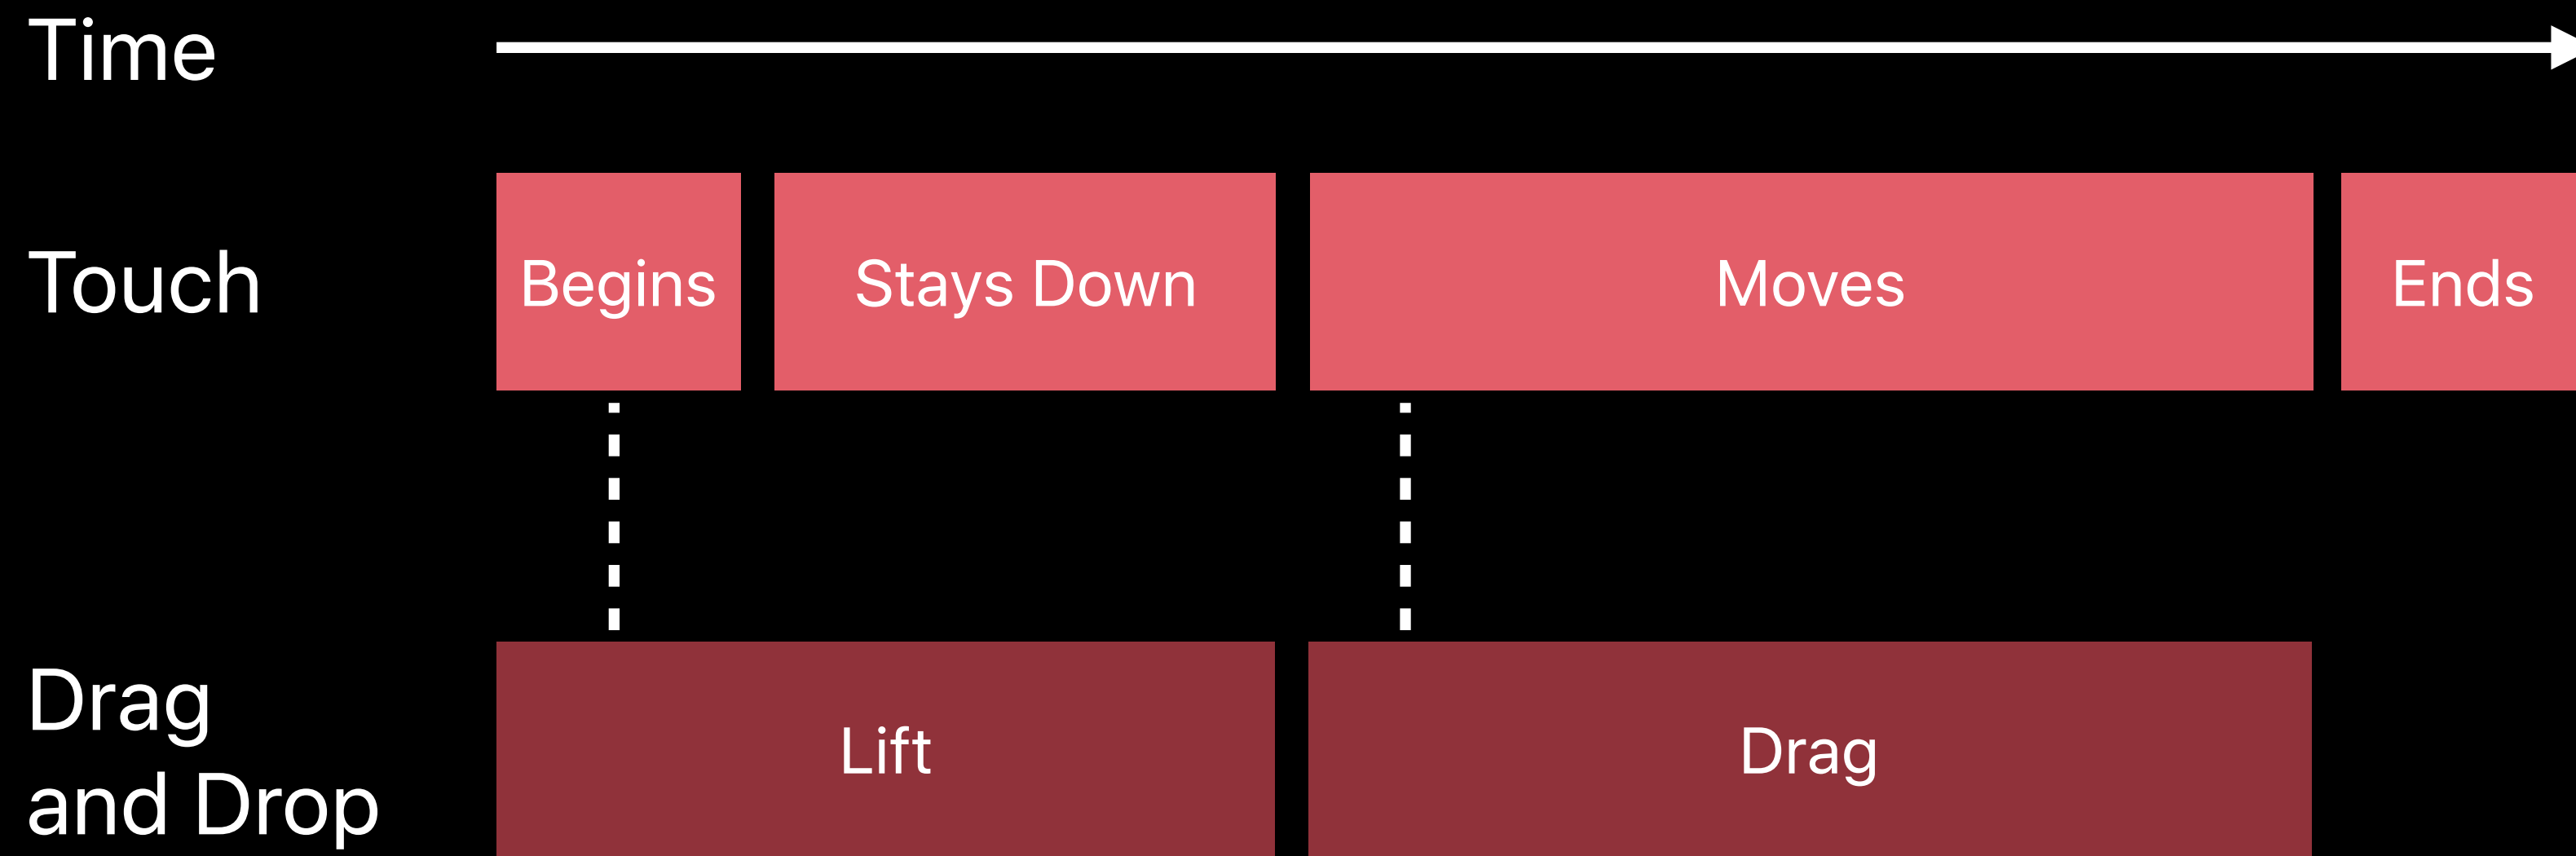 Time
Touch
Begins
Stays Down
Moves
Ends
Drag
and Drop
Lift
Drag